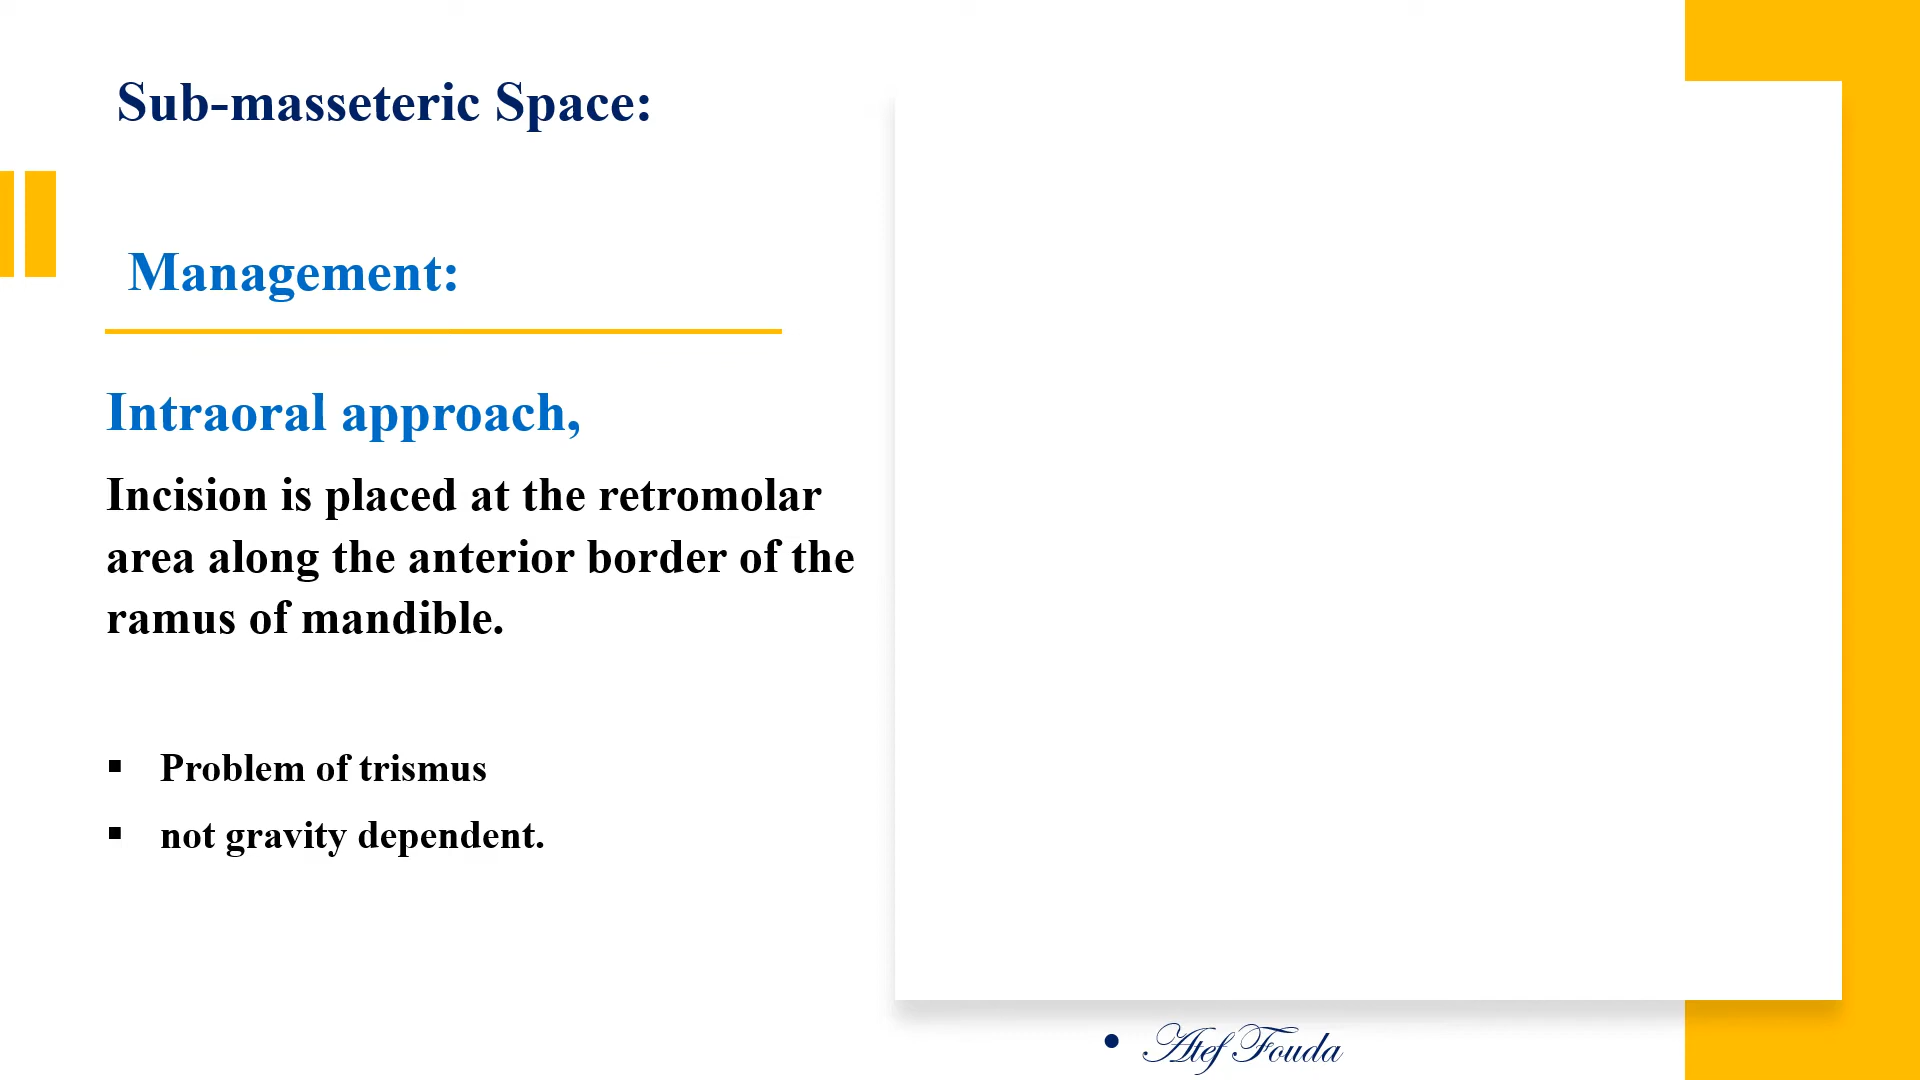 Sub-masseteric Space:
Management:
Intraoral approach,
Incision is placed at the retromolar
area along the anterior border of the
ramus of mandible.
▪ Problem of trismus
▪ not gravity dependent.
• Atef Fouda